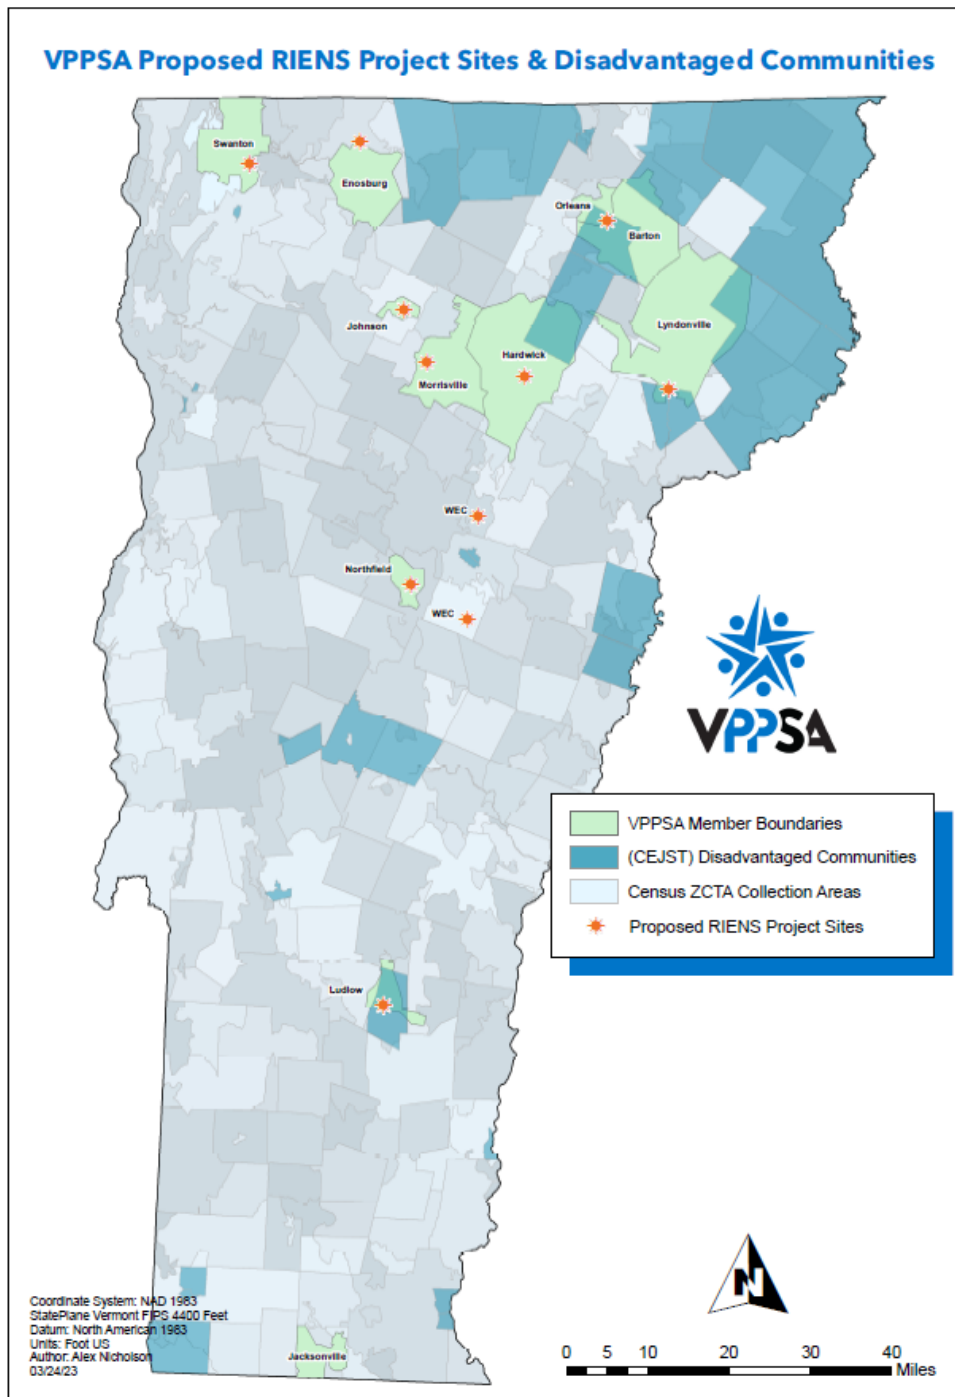 VPPSA Proposed RIENS Project Sites & Disadvantaged Communities
Swanton
Enosburg
Orleans
Barton
Johnson
Lyndonville
Hardwick
Morrisville
WEC
Northfield
WEC
VPPSA
VPPSA Member Boundaries
(CEJST) Disadvantaged Communities
Census ZCTA Collection Areas
Proposed RIENS Project Sites
Ludlow
N
Coordinate System: NAD 1983
StatePlane Vermont FIPS 4400 Feet
Datum: North American 1983
Units: Foot US
Author: Alex Nicholson
03/24/23
Jacksonville
0 5 10 20 30 40
Miles